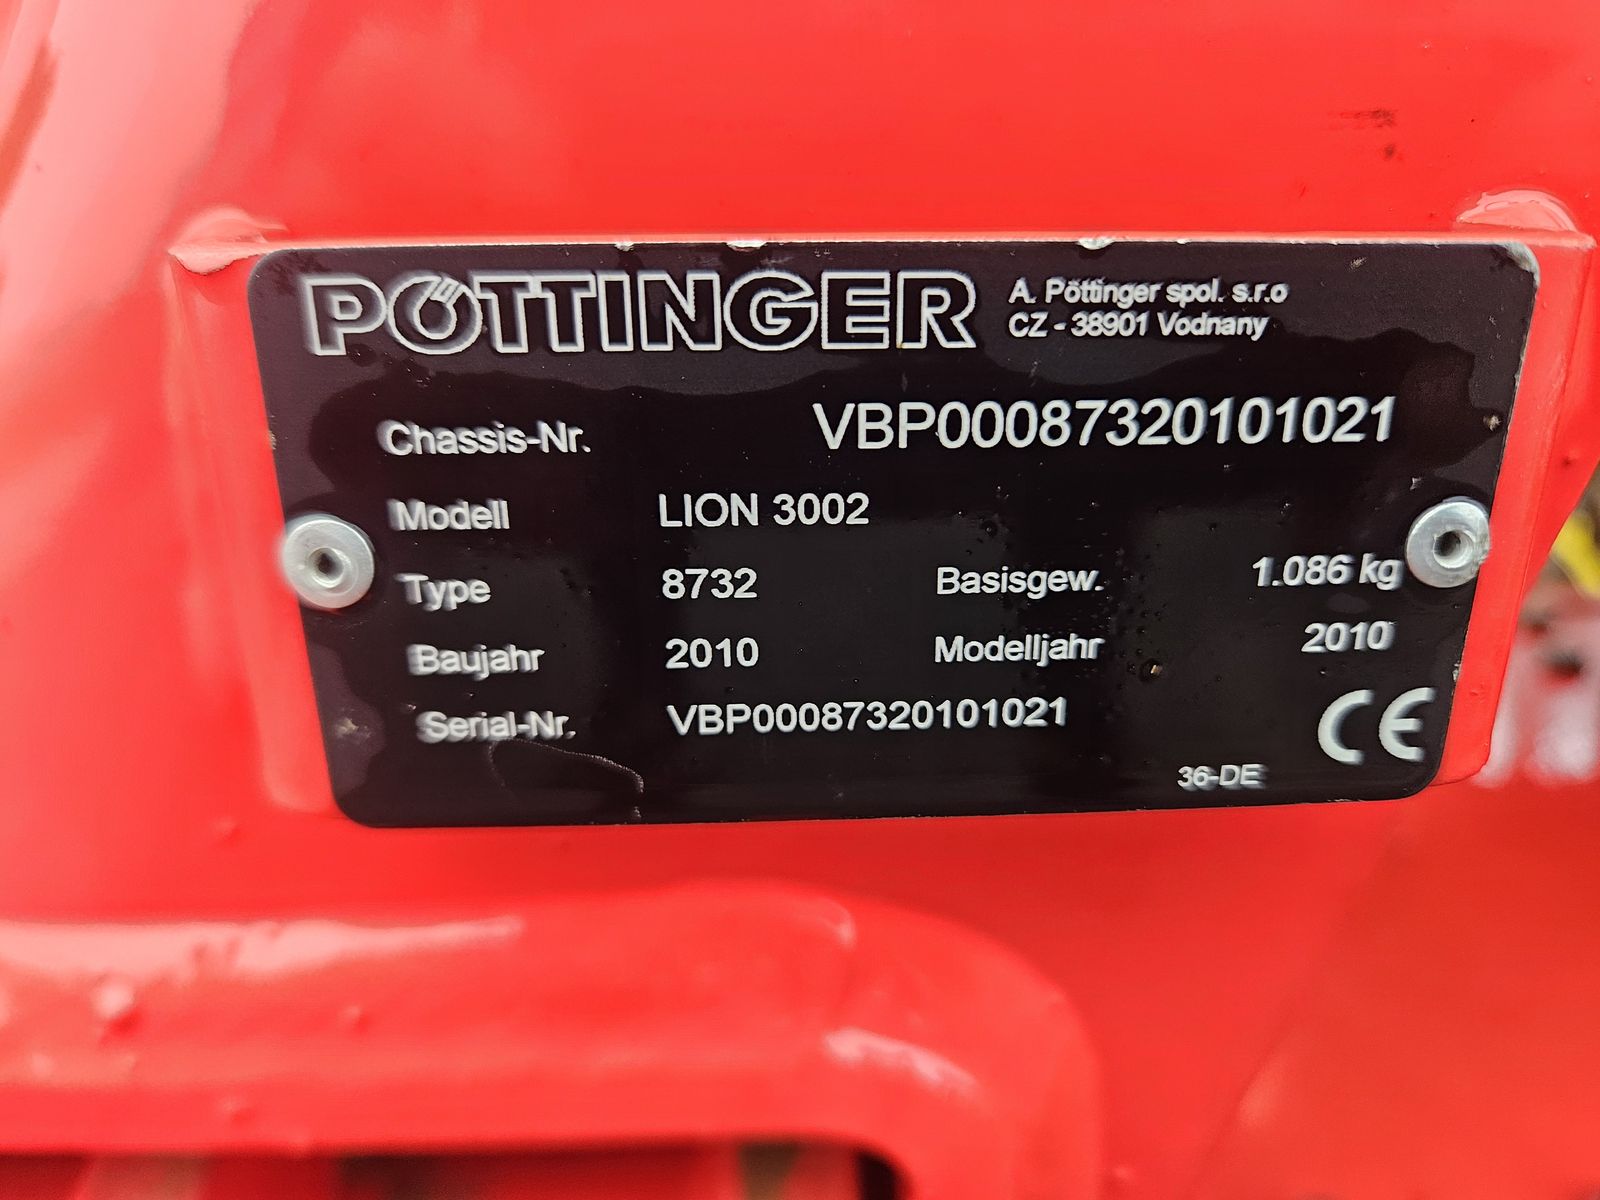 PÖTTINGER A. Pöttinger spol. s.r.o
CZ - 38901 Vodnany
Chassis-Nr. VBP00087320101021
Modell LION 3002
Type 8732 Basisgew. 1.086 kg
Baujahr 2010 Modelljahr 2010
Serial-Nr. VBP00087320101021
CE
36-DE